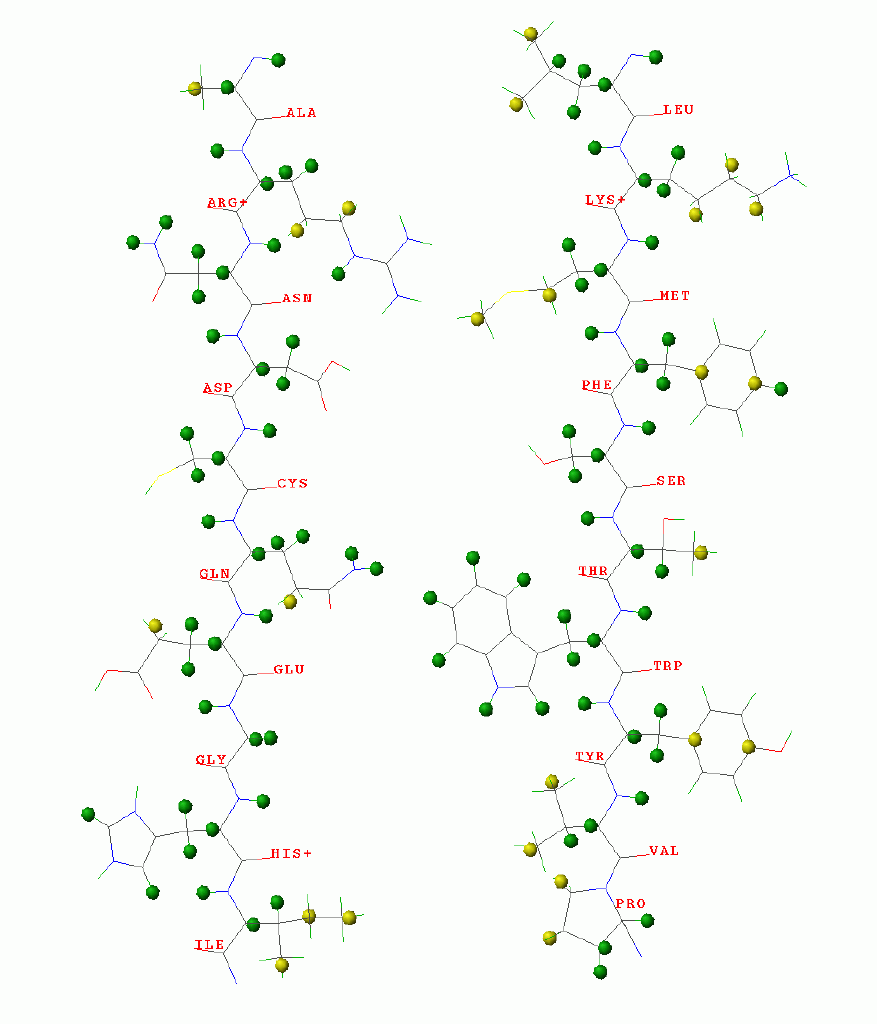 ALA
ARG+
ASN
ASP
CYS
GLN
GLU
GLY
HIS+
ILE
LEU
LYS+
MET
PHE
SER
THR
TRP
TYR
VAL
PRO